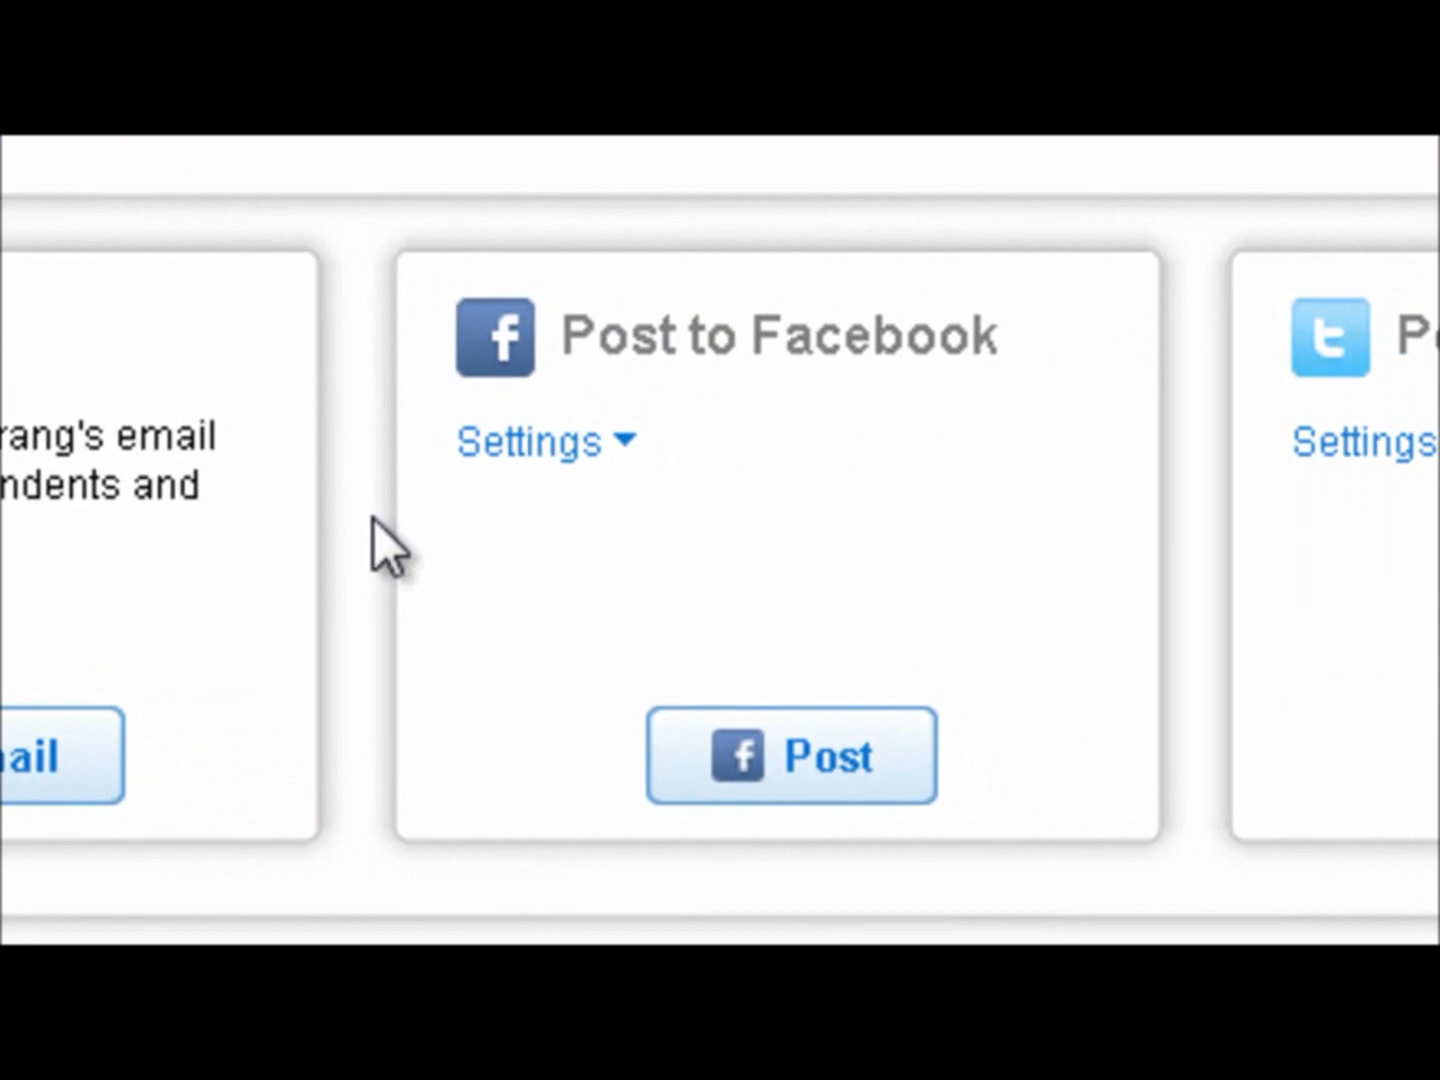 rang's email
ndents and
ail
Post to Facebook
Settings
Post
Settings